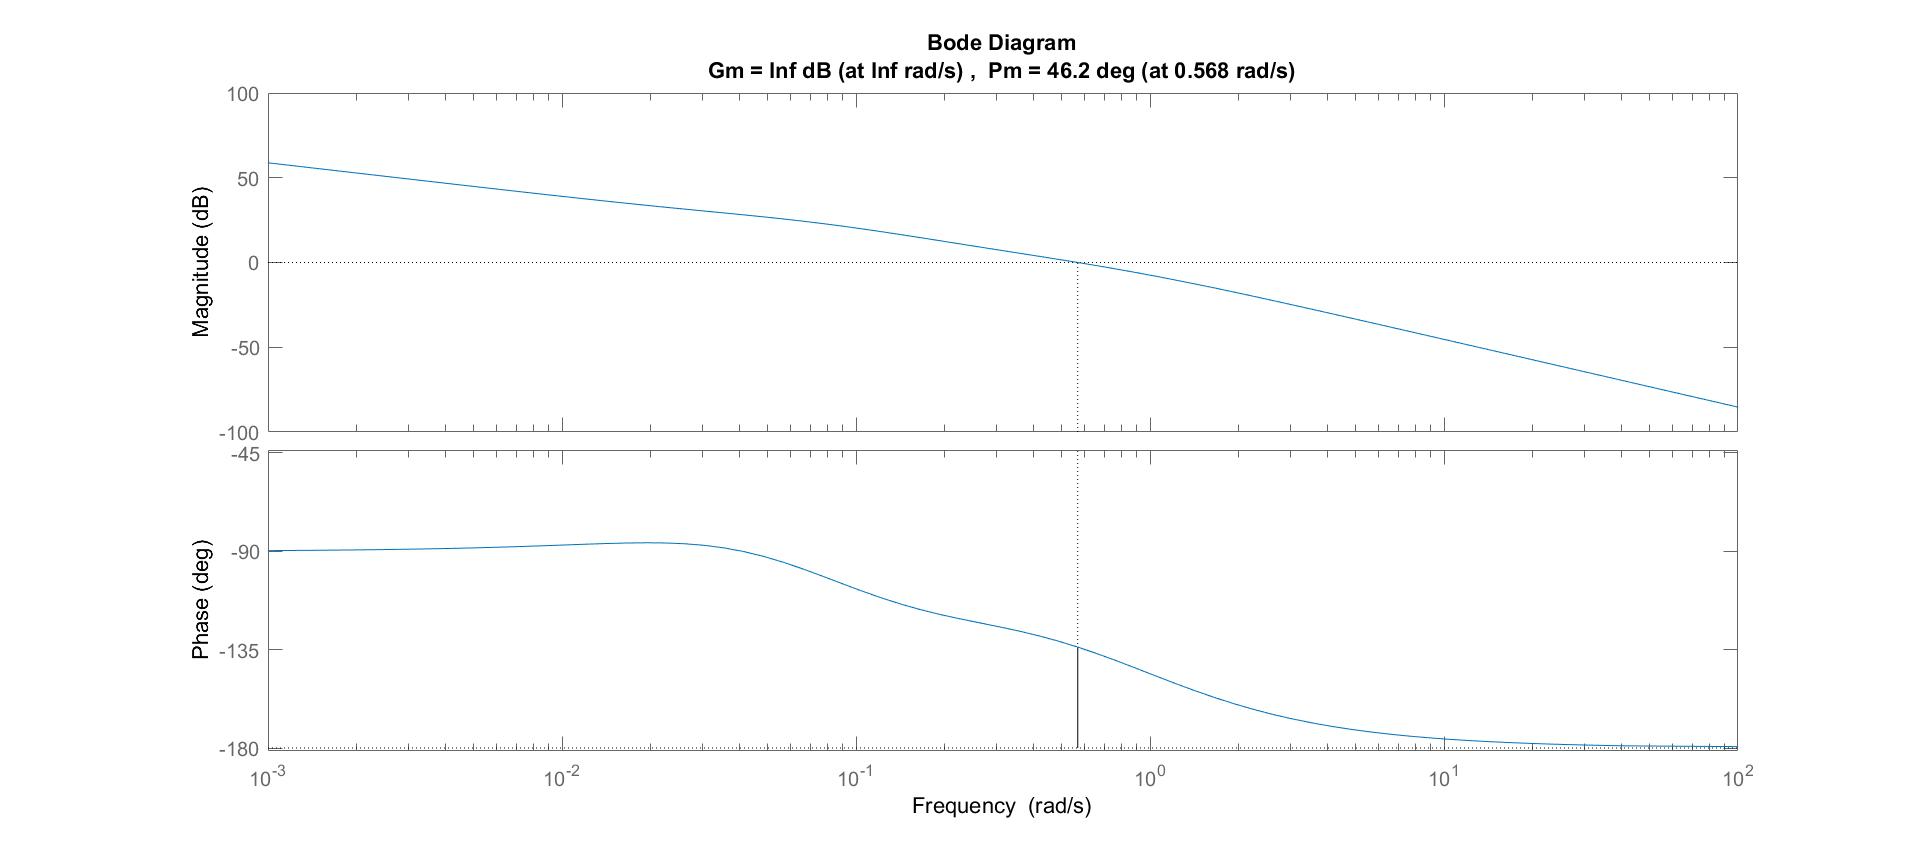 Bode Diagram
Gm = Inf dB (at Inf rad/s) ,  Pm = 46.2 deg (at 0.568 rad/s)
100
50
0
-50
-100
Magnitude (dB)
-45
-90
-135
-180
Phase (deg)
10^-3 10^-2 10^-1 10^0 10^1 10^2
Frequency  (rad/s)